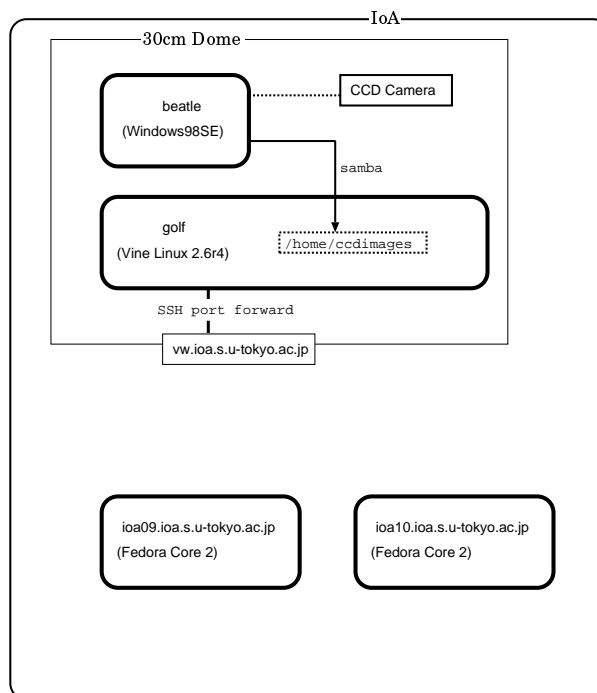 IoA
30cm Dome
beatle
(Windows98SE)
CCD Camera
samba
golf
(Vine Linux 2.6r4)
/home/ccdimages
SSH port forward
vw.ioa.s.u-tokyo.ac.jp
ioa09.ioa.s.u-tokyo.ac.jp
(Fedora Core 2)
ioa10.ioa.s.u-tokyo.ac.jp
(Fedora Core 2)